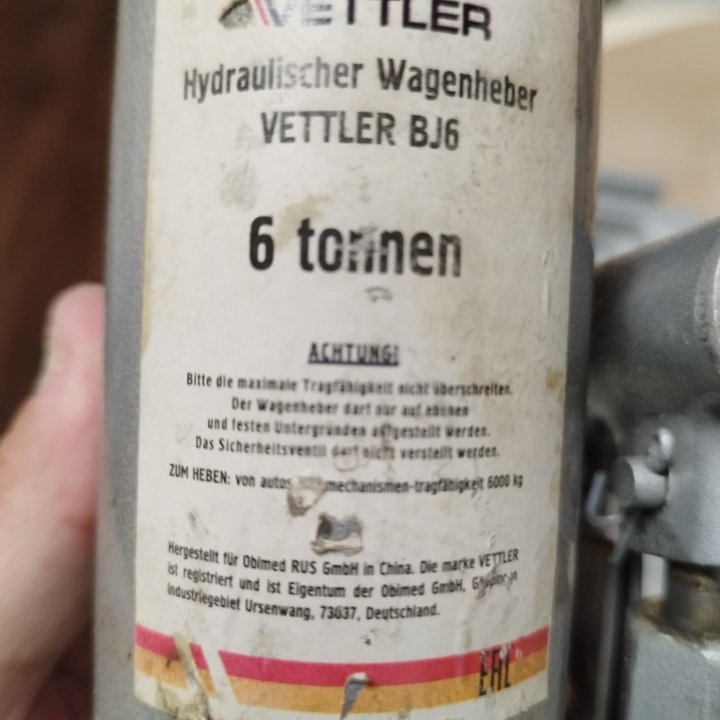 VETTLER
Hydraulischer Wagenheber
VETTLER BJ6
6 tonnen
ACHTUNG!
Bitte die maximale Tragfähigkeit nicht überschreiten.
Der Wagenheber darf nur auf ebenen
und festen Untergründen aufgestellt werden.
Das Sicherheitsventil darf nicht verstellt werden.
ZUM HEBEN: von autos mechanismen-tragfähigkeit 6000 kg
Hergestellt für Obimed RUS GmbH in China. Die marke VETTLER
ist registriert und ist Eigentum der Obimed GmbH,
Industriegebiet Ursenwang, 73037, Deutschland.
EAC